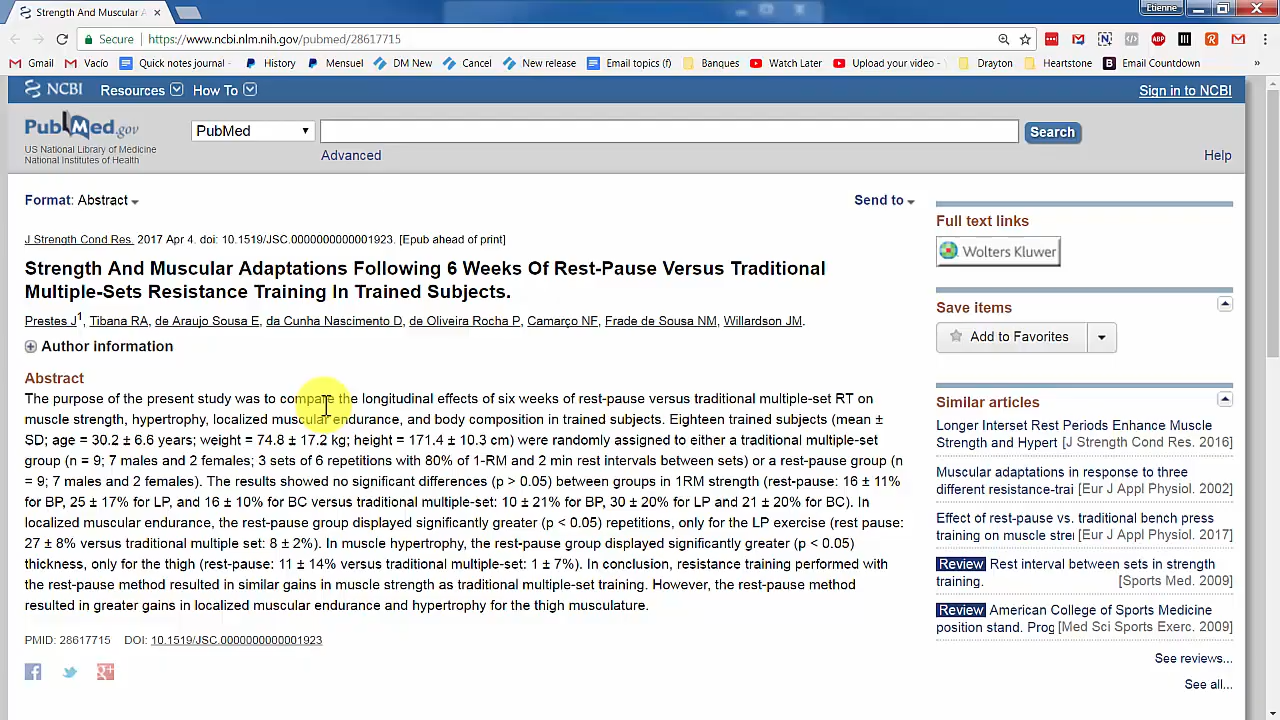 Strength And Muscular A
Etienne
Secure https://www.ncbi.nlm.nih.gov/pubmed/28617715
ABP
Gmail Vacío Quick notes journal - History Mensuel DM New Cancel New release Email topics (f) Banques Watch Later Upload your video - Drayton Heartstone Email Countdown »
NCBI Resources How To Sign in to NCBI
PubMed.gov
US National Library of Medicine
National Institutes of Health
PubMed Search
Advanced Help
Format: Abstract Send to
J Strength Cond Res. 2017 Apr 4. doi: 10.1519/JSC.0000000000001923. [Epub ahead of print]
Strength And Muscular Adaptations Following 6 Weeks Of Rest-Pause Versus Traditional
Multiple-Sets Resistance Training In Trained Subjects.
Prestes J1, Tibana RA, de Araujo Sousa E, da Cunha Nascimento D, de Oliveira Rocha P, Camarço NF, Frade de Sousa NM, Willardson JM.
Author information
Abstract
The purpose of the present study was to compare the longitudinal effects of six weeks of rest-pause versus traditional multiple-set RT on
muscle strength, hypertrophy, localized muscular endurance, and body composition in trained subjects. Eighteen trained subjects (mean ±
SD; age = 30.2 ± 6.6 years; weight = 74.8 ± 17.2 kg; height = 171.4 ± 10.3 cm) were randomly assigned to either a traditional multiple-set
group (n = 9; 7 males and 2 females; 3 sets of 6 repetitions with 80% of 1-RM and 2 min rest intervals between sets) or a rest-pause group (n
= 9; 7 males and 2 females). The results showed no significant differences (p > 0.05) between groups in 1RM strength (rest-pause: 16 ± 11%
for BP, 25 ± 17% for LP, and 16 ± 10% for BC versus traditional multiple-set: 10 ± 21% for BP, 30 ± 20% for LP and 21 ± 20% for BC). In
localized muscular endurance, the rest-pause group displayed significantly greater (p < 0.05) repetitions, only for the LP exercise (rest pause:
27 ± 8% versus traditional multiple set: 8 ± 2%). In muscle hypertrophy, the rest-pause group displayed significantly greater (p < 0.05)
thickness, only for the thigh (rest-pause: 11 ± 14% versus traditional multiple-set: 1 ± 7%). In conclusion, resistance training performed with
the rest-pause method resulted in similar gains in muscle strength as traditional multiple-set training. However, the rest-pause method
resulted in greater gains in localized muscular endurance and hypertrophy for the thigh musculature.
PMID: 28617715 DOI: 10.1519/JSC.0000000000001923
Full text links
Wolters Kluwer
Save items
Add to Favorites
Similar articles
Longer Interset Rest Periods Enhance Muscle
Strength and Hypert [J Strength Cond Res. 2016]
Muscular adaptations in response to three
different resistance-trai [Eur J Appl Physiol. 2002]
Effect of rest-pause vs. traditional bench press
training on muscle stre [Eur J Appl Physiol. 2017]
Review Rest interval between sets in strength
training. [Sports Med. 2009]
Review American College of Sports Medicine
position stand. Prog [Med Sci Sports Exerc. 2009]
See reviews...
See all...